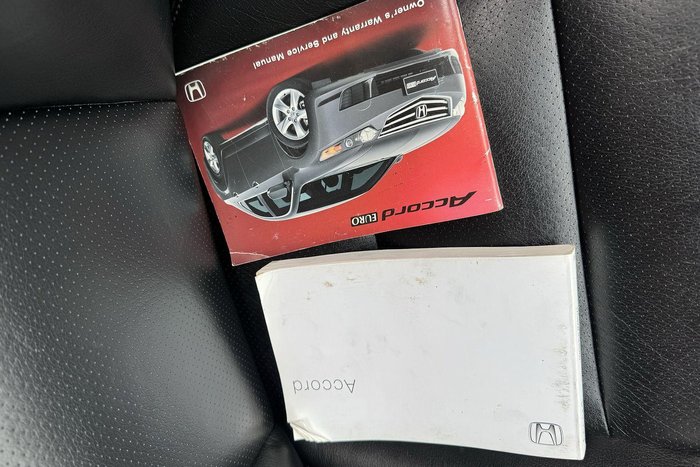 Owner's Warranty and Service Manual
Accord EURO
Accord